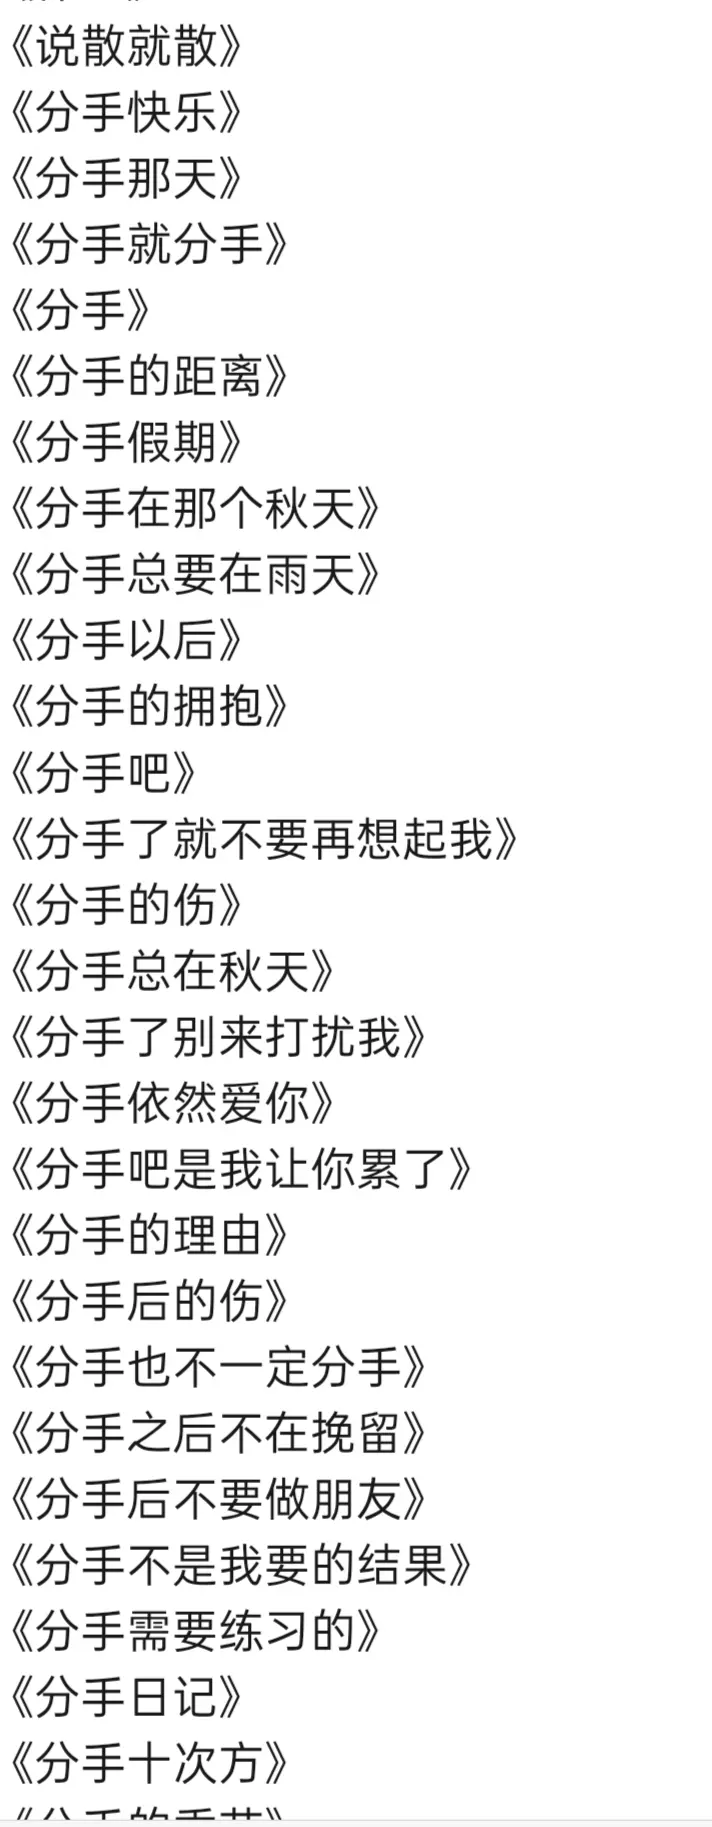 《说散就散》
《分手快乐》
《分手那天》
《分手就分手》
《分手》
《分手的距离》
《分手假期》
《分手在那个秋天》
《分手总要在雨天》
《分手以后》
《分手的拥抱》
《分手吧》
《分手了就不要再想起我》
《分手的伤》
《分手总在秋天》
《分手了别来打扰我》
《分手依然爱你》
《分手吧是我让你累了》
《分手的理由》
《分手后的伤》
《分手也不一定分手》
《分手之后不在挽留》
《分手后不要做朋友》
《分手不是我要的结果》
《分手需要练习的》
《分手日记》
《分手十次方》